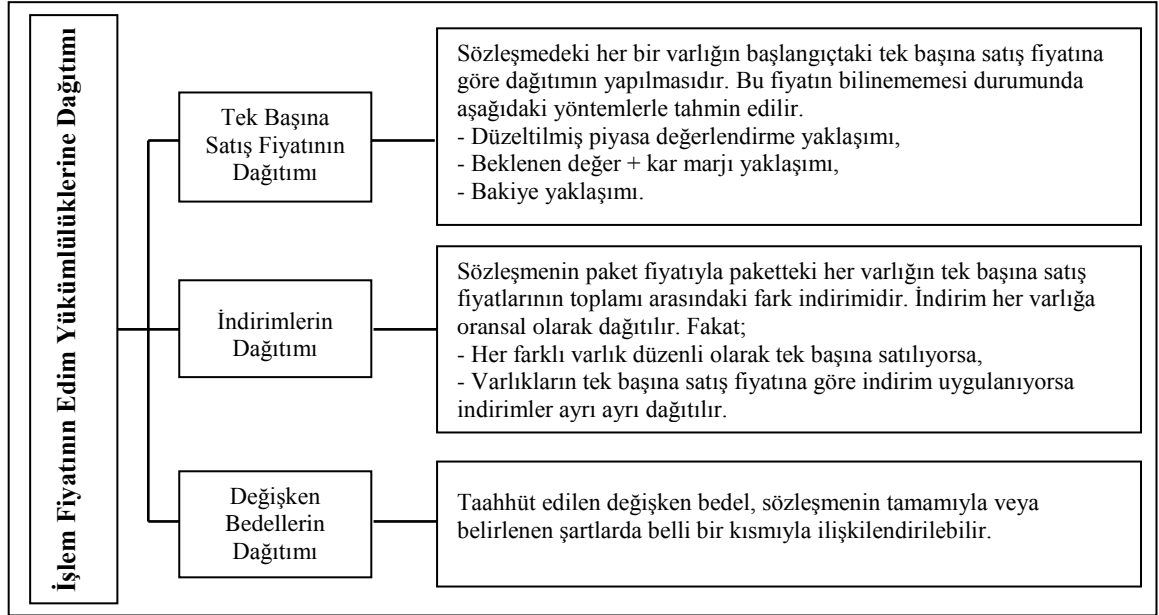 İşlem Fiyatının Edim Yükümlülüklerine Dağıtımı
Tek Başına
Satış Fiyatının
Dağıtımı
Sözleşmedeki her bir varlığın başlangıçtaki tek başına satış fiyatına
göre dağıtımın yapılmasıdır. Bu fiyatın bilinememesi durumunda
aşağıdaki yöntemlerle tahmin edilir.
- Düzeltilmiş piyasa değerlendirme yaklaşımı,
- Beklenen değer + kar marjı yaklaşımı,
- Bakiye yaklaşımı.
İndirimlerin
Dağıtımı
Sözleşmenin paket fiyatıyla paketteki her varlığın tek başına satış
fiyatlarının toplamı arasındaki fark indirimidir. İndirim her varlığa
oransal olarak dağıtılır. Fakat;
- Her farklı varlık düzenli olarak tek başına satılıyorsa,
- Varlıkların tek başına satış fiyatına göre indirim uygulanıyorsa
indirimler ayrı ayrı dağıtılır.
Değişken
Bedellerin
Dağıtımı
Taahhüt edilen değişken bedel, sözleşmenin tamamıyla veya
belirlenen şartlarda belli bir kısmıyla ilişkilendirilebilir.